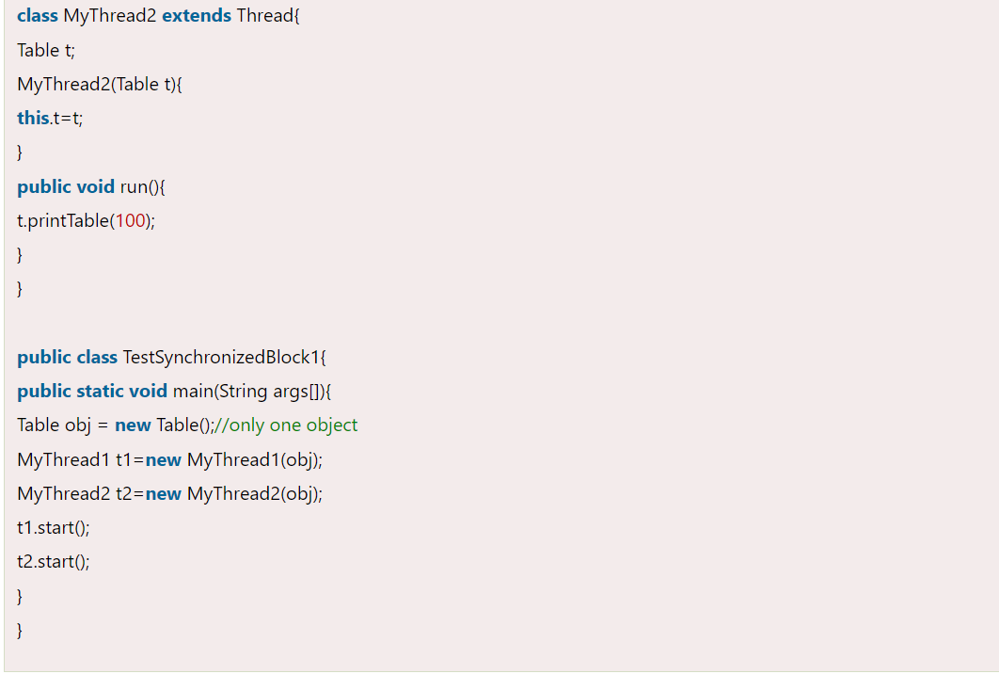 class MyThread2 extends Thread{
Table t;
MyThread2(Table t){
this.t=t;
}
public void run(){
t.printTable(100);
}
}
public class TestSynchronizedBlock1{
public static void main(String args[]){
Table obj = new Table();//only one object
MyThread1 t1=new MyThread1(obj);
MyThread2 t2=new MyThread2(obj);
t1.start();
t2.start();
}
}